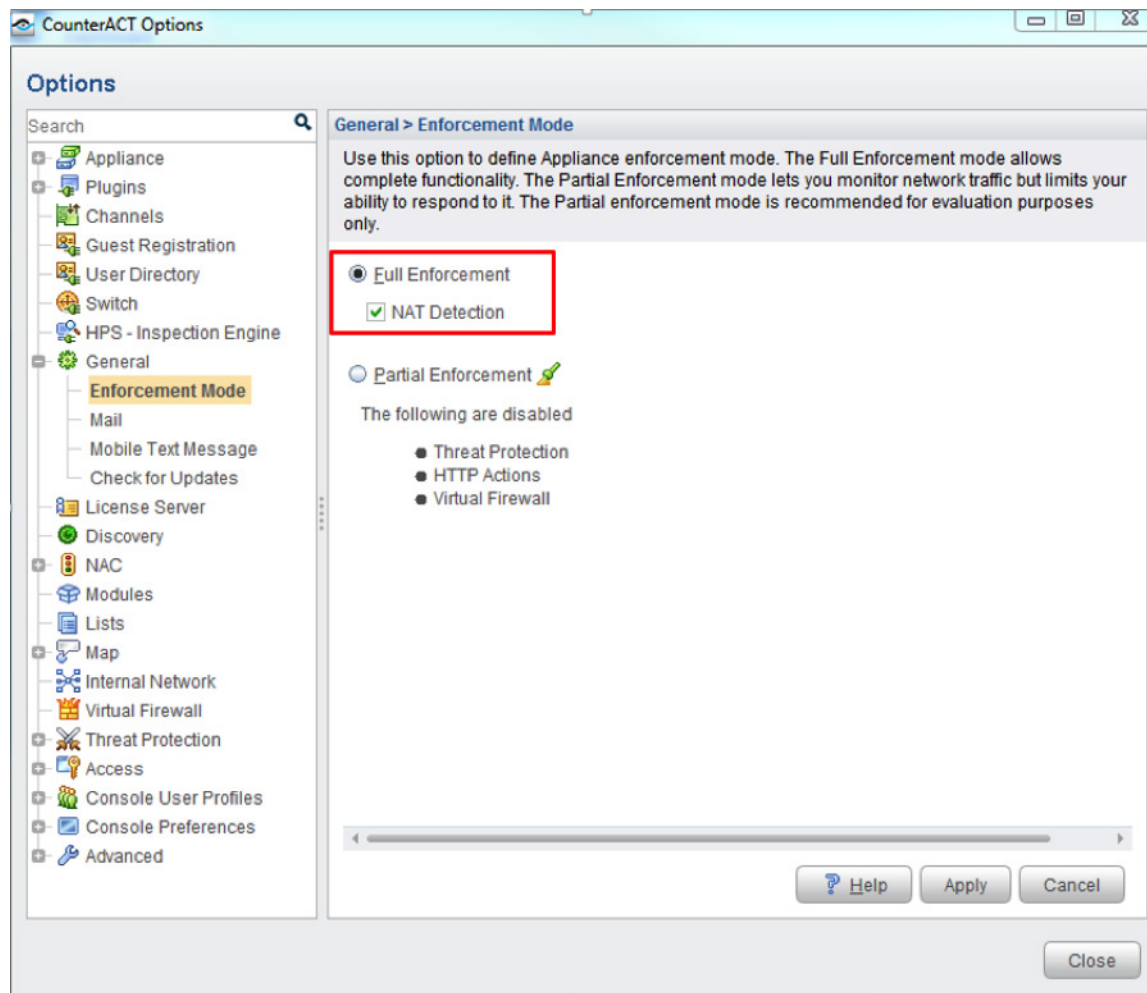 CounterACT Options
Options
Search
Appliance
Plugins
Channels
Guest Registration
User Directory
Switch
HPS - Inspection Engine
General
Enforcement Mode
Mail
Mobile Text Message
Check for Updates
License Server
Discovery
NAC
Modules
Lists
Map
Internal Network
Virtual Firewall
Threat Protection
Access
Console User Profiles
Console Preferences
Advanced
General > Enforcement Mode
Use this option to define Appliance enforcement mode. The Full Enforcement mode allows
complete functionality. The Partial Enforcement mode lets you monitor network traffic but limits your
ability to respond to it. The Partial enforcement mode is recommended for evaluation purposes
only.
Full Enforcement
NAT Detection
Partial Enforcement
The following are disabled
Threat Protection
HTTP Actions
Virtual Firewall
Help
Apply
Cancel
Close